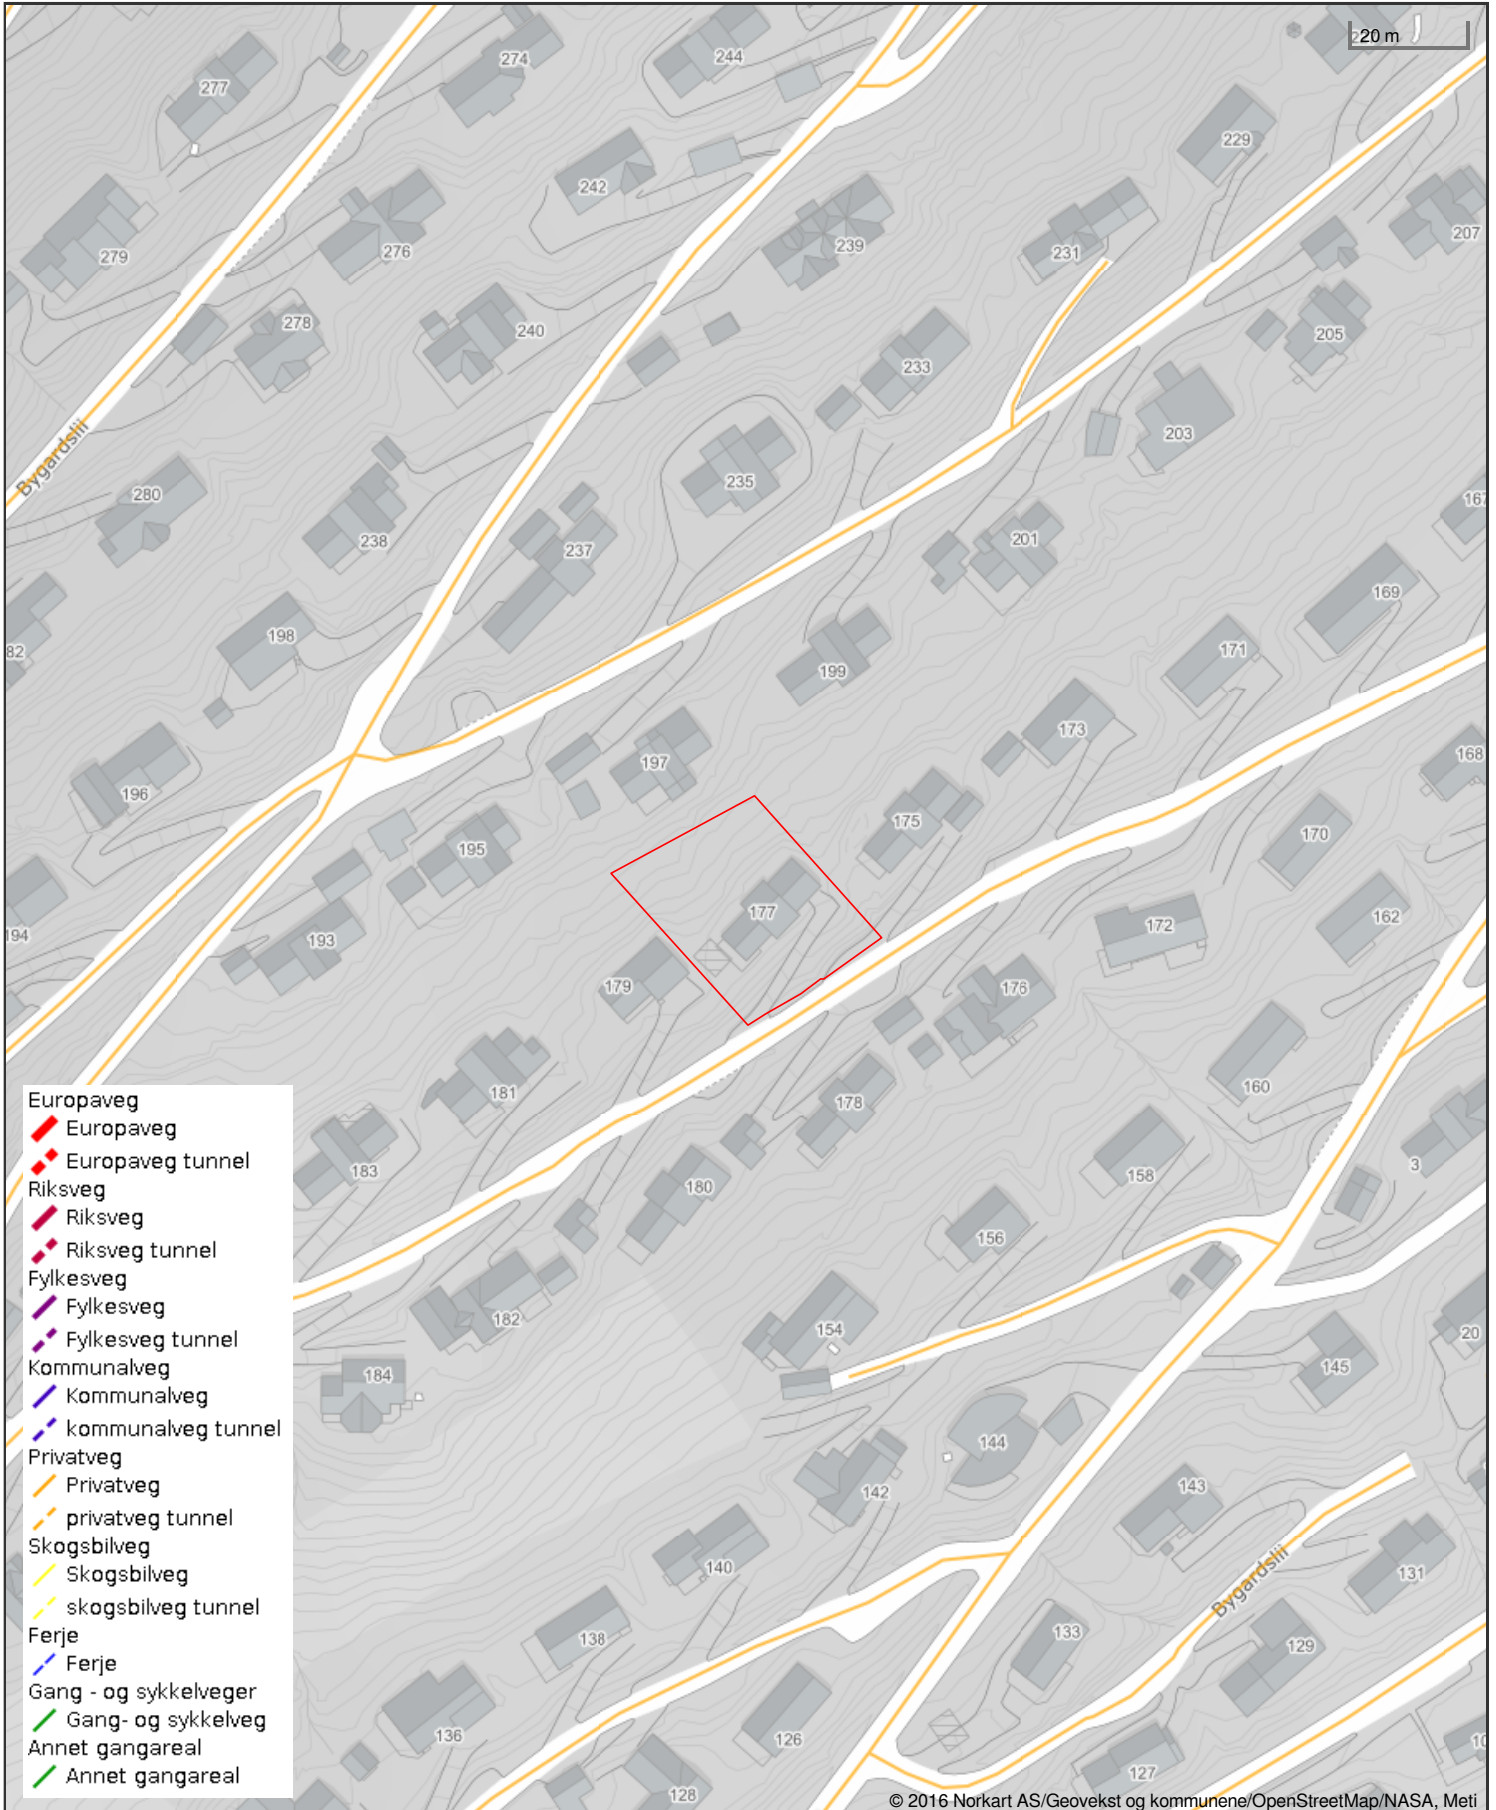 20 m
274
244
277
229
242
207
239
276
231
279
278
240
205
233
203
Bygardslii
235
280
201
238
237
169
198
171
82
199
173
197
168
196
175
170
195
177
162
172
194
193
179
176
160
181
178
3
183
158
180
156
182
154
20
145
184
144
142
143
140
131
Bygardslii
138
133
129
136
126
127
128
Europaveg
Europaveg
Europaveg tunnel
Riksveg
Riksveg
Riksveg tunnel
Fylkesveg
Fylkesveg
Fylkesveg tunnel
Kommunalveg
Kommunalveg
kommunalveg tunnel
Privatveg
Privatveg
privatveg tunnel
Skogsbilveg
Skogsbilveg
skogsbilveg tunnel
Ferje
Ferje
Gang - og sykkelveger
Gang- og sykkelveg
Annet gangareal
Annet gangareal
© 2016 Norkart AS/Geovekst og kommunene/OpenStreetMap/NASA, Meti